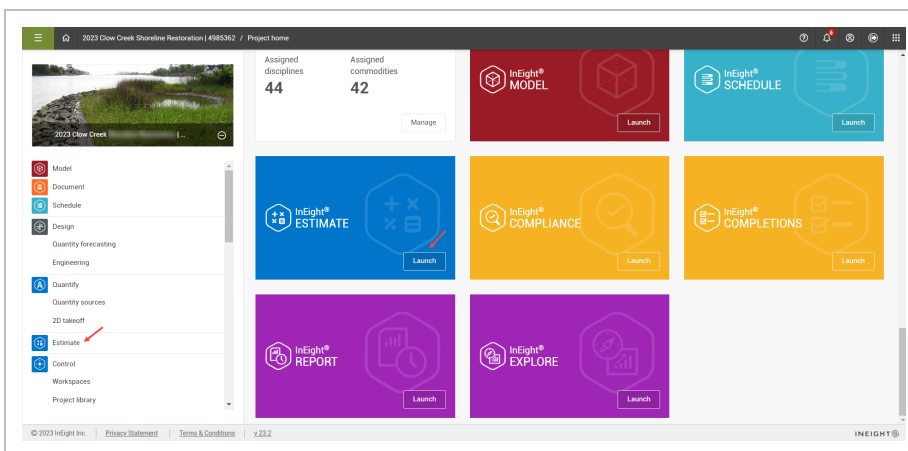 2023 Clow Creek Shoreline Restoration | 4985362 / Project home
6
2023 Clow Creek
|...
Model
Document
Schedule
Design
Quantity forecasting
Engineering
Quantify
Quantity sources
2D takeoff
Estimate
Control
Workspaces
Project library
Assigned disciplines
44
Assigned commodities
42
Manage
InEight®
MODEL
Launch
InEight®
SCHEDULE
Launch
InEight®
ESTIMATE
Launch
InEight®
COMPLIANCE
Launch
InEight®
COMPLETIONS
Launch
InEight®
REPORT
Launch
InEight®
EXPLORE
Launch
© 2023 InEight Inc. | Privacy Statement | Terms & Conditions | v 23.2
INEIGHT